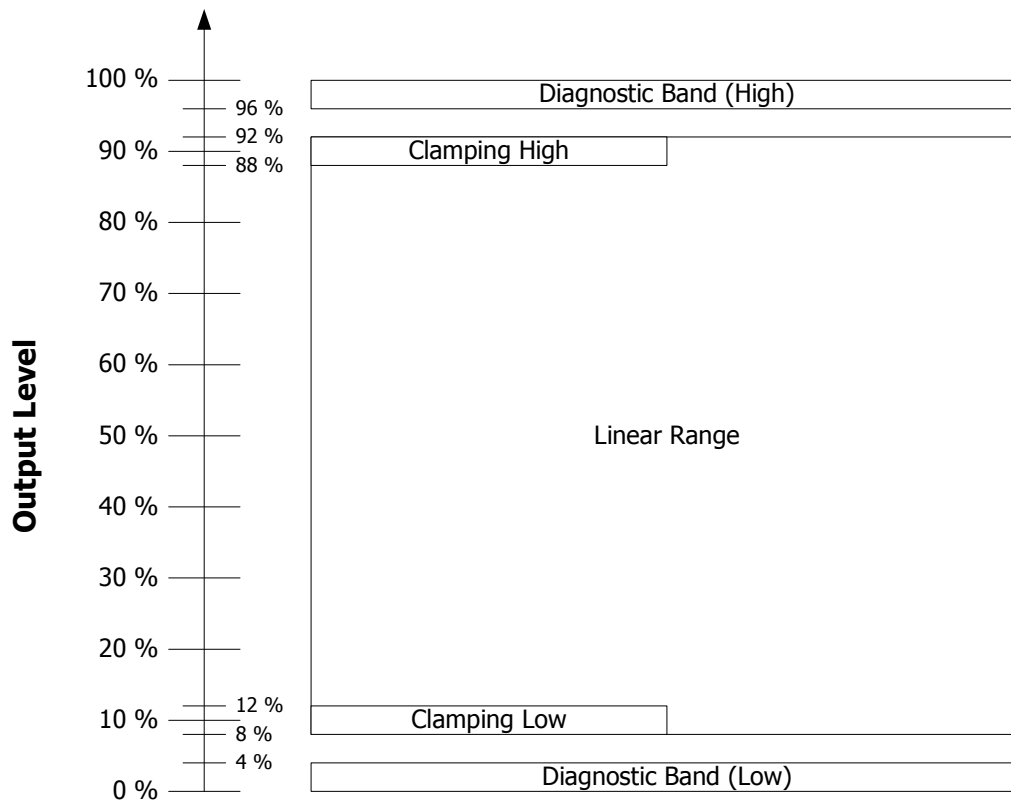 100 %
Diagnostic Band (High)
96 %
92 %
90 %
Clamping High
88 %
80 %
70 %
60 %
Output Level
50 %
Linear Range
40 %
30 %
20 %
12 %
10 %
Clamping Low
8 %
4 %
Diagnostic Band (Low)
0 %